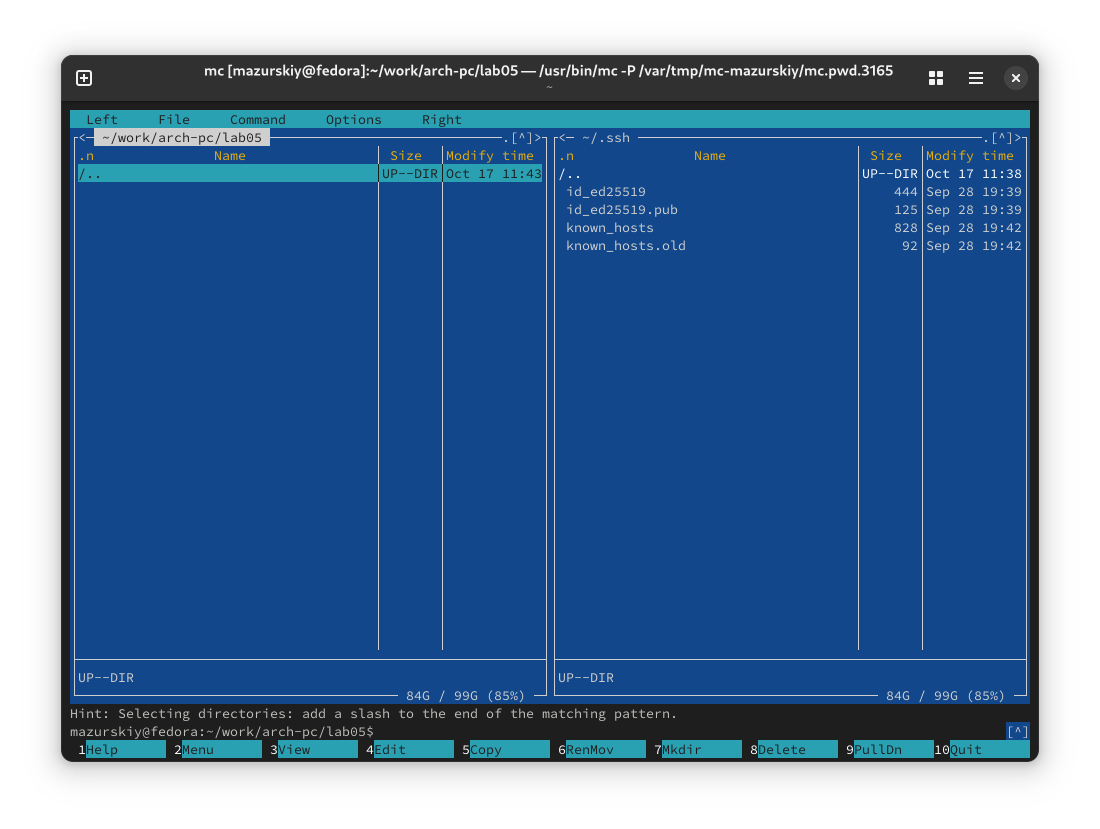 mc [mazurskiy@fedora]:~/work/arch-pc/lab05 — /usr/bin/mc -P /var/tmp/mc-mazurskiy/mc.pwd.3165
~
Left File Command Options Right
<─ ~/work/arch-pc/lab05 .[^]> <─ ~/.ssh .[^]>
.n Name Size Modify time .n Name Size Modify time
/.. UP--DIR Oct 17 11:43 /.. UP--DIR Oct 17 11:38
id_ed25519 444 Sep 28 19:39
id_ed25519.pub 125 Sep 28 19:39
known_hosts 828 Sep 28 19:42
known_hosts.old 92 Sep 28 19:42
UP--DIR UP--DIR
84G / 99G (85%) 84G / 99G (85%)
Hint: Selecting directories: add a slash to the end of the matching pattern.
mazurskiy@fedora:~/work/arch-pc/lab05$ [^]
1Help 2Menu 3View 4Edit 5Copy 6RenMov 7Mkdir 8Delete 9PullDn 10Quit